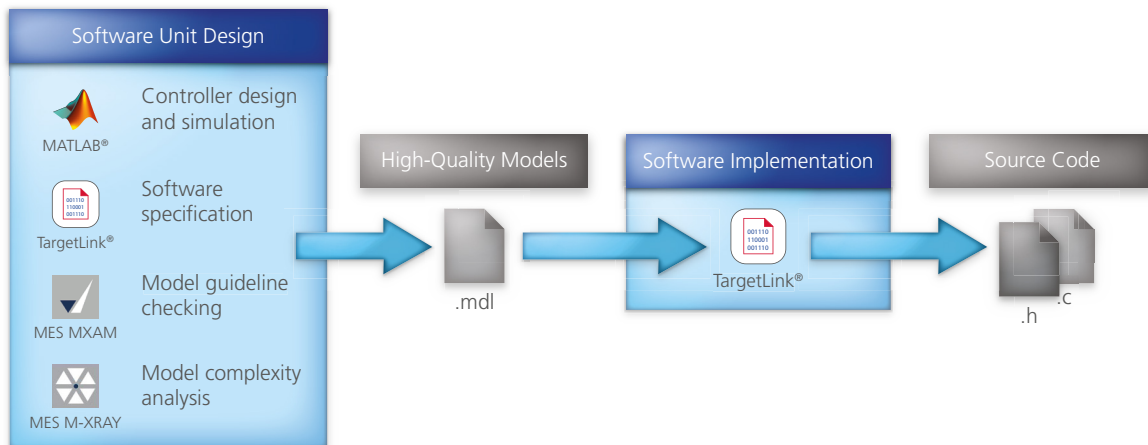 Software Unit Design
MATLAB®
Controller design
and simulation
001110
110001
001110
TargetLink®
Software
specification
MES MXAM
Model guideline
checking
MES M-XRAY
Model complexity
analysis
High-Quality Models
.mdl
Software Implementation
001110
110001
001110
TargetLink®
Source Code
.h
.c